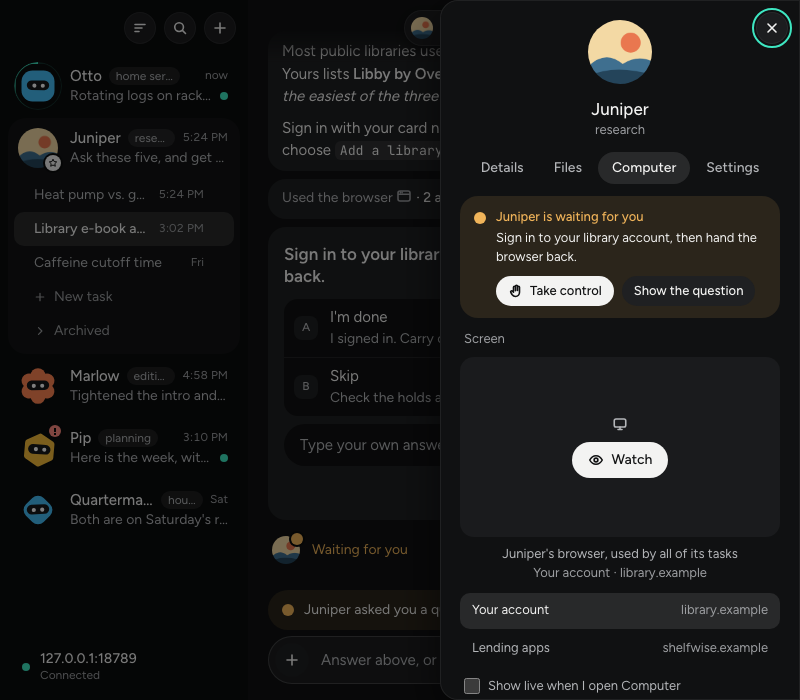 Otto
home ser...
now
Rotating logs on rack...
Juniper
rese...
5:24 PM
Ask these five, and get ...
Heat pump vs. g...
5:24 PM
Library e-book a...
3:02 PM
Caffeine cutoff time
Fri
New task
Archived
Marlow
editi...
4:58 PM
Tightened the intro and...
Pip
planning
3:10 PM
Here is the week, wit...
Quarterma...
hou...
Sat
Both are on Saturday's r...
127.0.0.1:18789
Connected
Most public libraries use
Yours lists Libby by Ove
the easiest of the three
Sign in with your card n
choose Add a library
Used the browser · 2 a
Sign in to your librar
back.
A
I'm done
I signed in. Carry o
B
Skip
Check the holds a
Type your own answe
Waiting for you
Juniper asked you a q
Answer above, or
Juniper
research
Details
Files
Computer
Settings
Juniper is waiting for you
Sign in to your library account, then hand the
browser back.
Take control
Show the question
Screen
Watch
Juniper's browser, used by all of its tasks
Your account · library.example
Your account
library.example
Lending apps
shelfwise.example
Show live when I open Computer